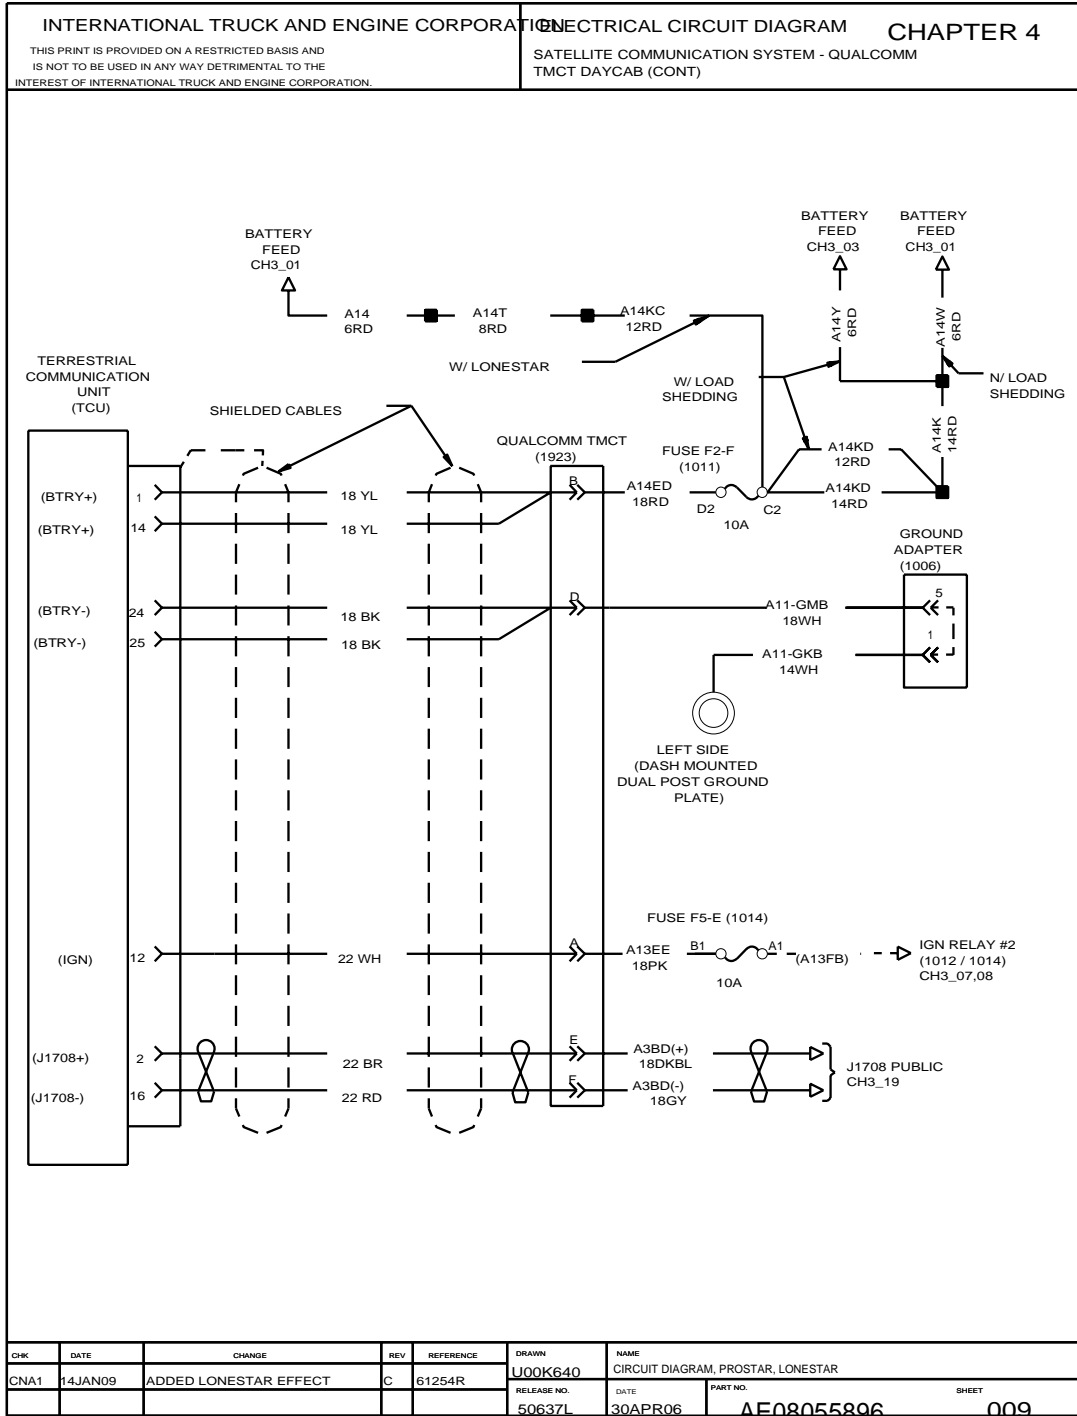 INTERNATIONAL TRUCK AND ENGINE CORPORATION
THIS PRINT IS PROVIDED ON A RESTRICTED BASIS AND
IS NOT TO BE USED IN ANY WAY DETRIMENTAL TO THE
INTEREST OF INTERNATIONAL TRUCK AND ENGINE CORPORATION.
ELECTRICAL CIRCUIT DIAGRAM
CHAPTER 4
SATELLITE COMMUNICATION SYSTEM - QUALCOMM
TMCT DAYCAB (CONT)
BATTERY
FEED
CH3_01
BATTERY
FEED
CH3_03
BATTERY
FEED
CH3_01
A14
6RD
A14T
8RD
A14KC
12RD
A14Y
6RD
A14W
6RD
W/ LONESTAR
W/ LOAD
SHEDDING
N/ LOAD
SHEDDING
TERRESTRIAL
COMMUNICATION
UNIT
(TCU)
SHIELDED CABLES
QUALCOMM TMCT
(1923)
FUSE F2-F
(1011)
A14KD
12RD
A14K
14RD
(BTRY+)
1
18 YL
B
A14ED
18RD
D2
10A
C2
A14KD
14RD
(BTRY+)
14
18 YL
GROUND
ADAPTER
(1006)
(BTRY-)
24
18 BK
D
A11-GMB
18WH
5
(BTRY-)
25
18 BK
A11-GKB
14WH
1
LEFT SIDE
(DASH MOUNTED
DUAL POST GROUND
PLATE)
FUSE F5-E (1014)
(IGN)
12
22 WH
A
A13EE
18PK
B1
10A
A1
(A13FB)
IGN RELAY #2
(1012 / 1014)
CH3_07,08
(J1708+)
2
22 BR
E
A3BD(+)
18DKBL
(J1708-)
16
22 RD
F
A3BD(-)
18GY
J1708 PUBLIC
CH3_19
CHK DATE CHANGE REV REFERENCE
CNA1 14JAN09 ADDED LONESTAR EFFECT C 61254R
DRAWN
U00K640
NAME
CIRCUIT DIAGRAM, PROSTAR, LONESTAR
RELEASE NO.
50637L
DATE
30APR06
PART NO.
AE08055896
SHEET
009